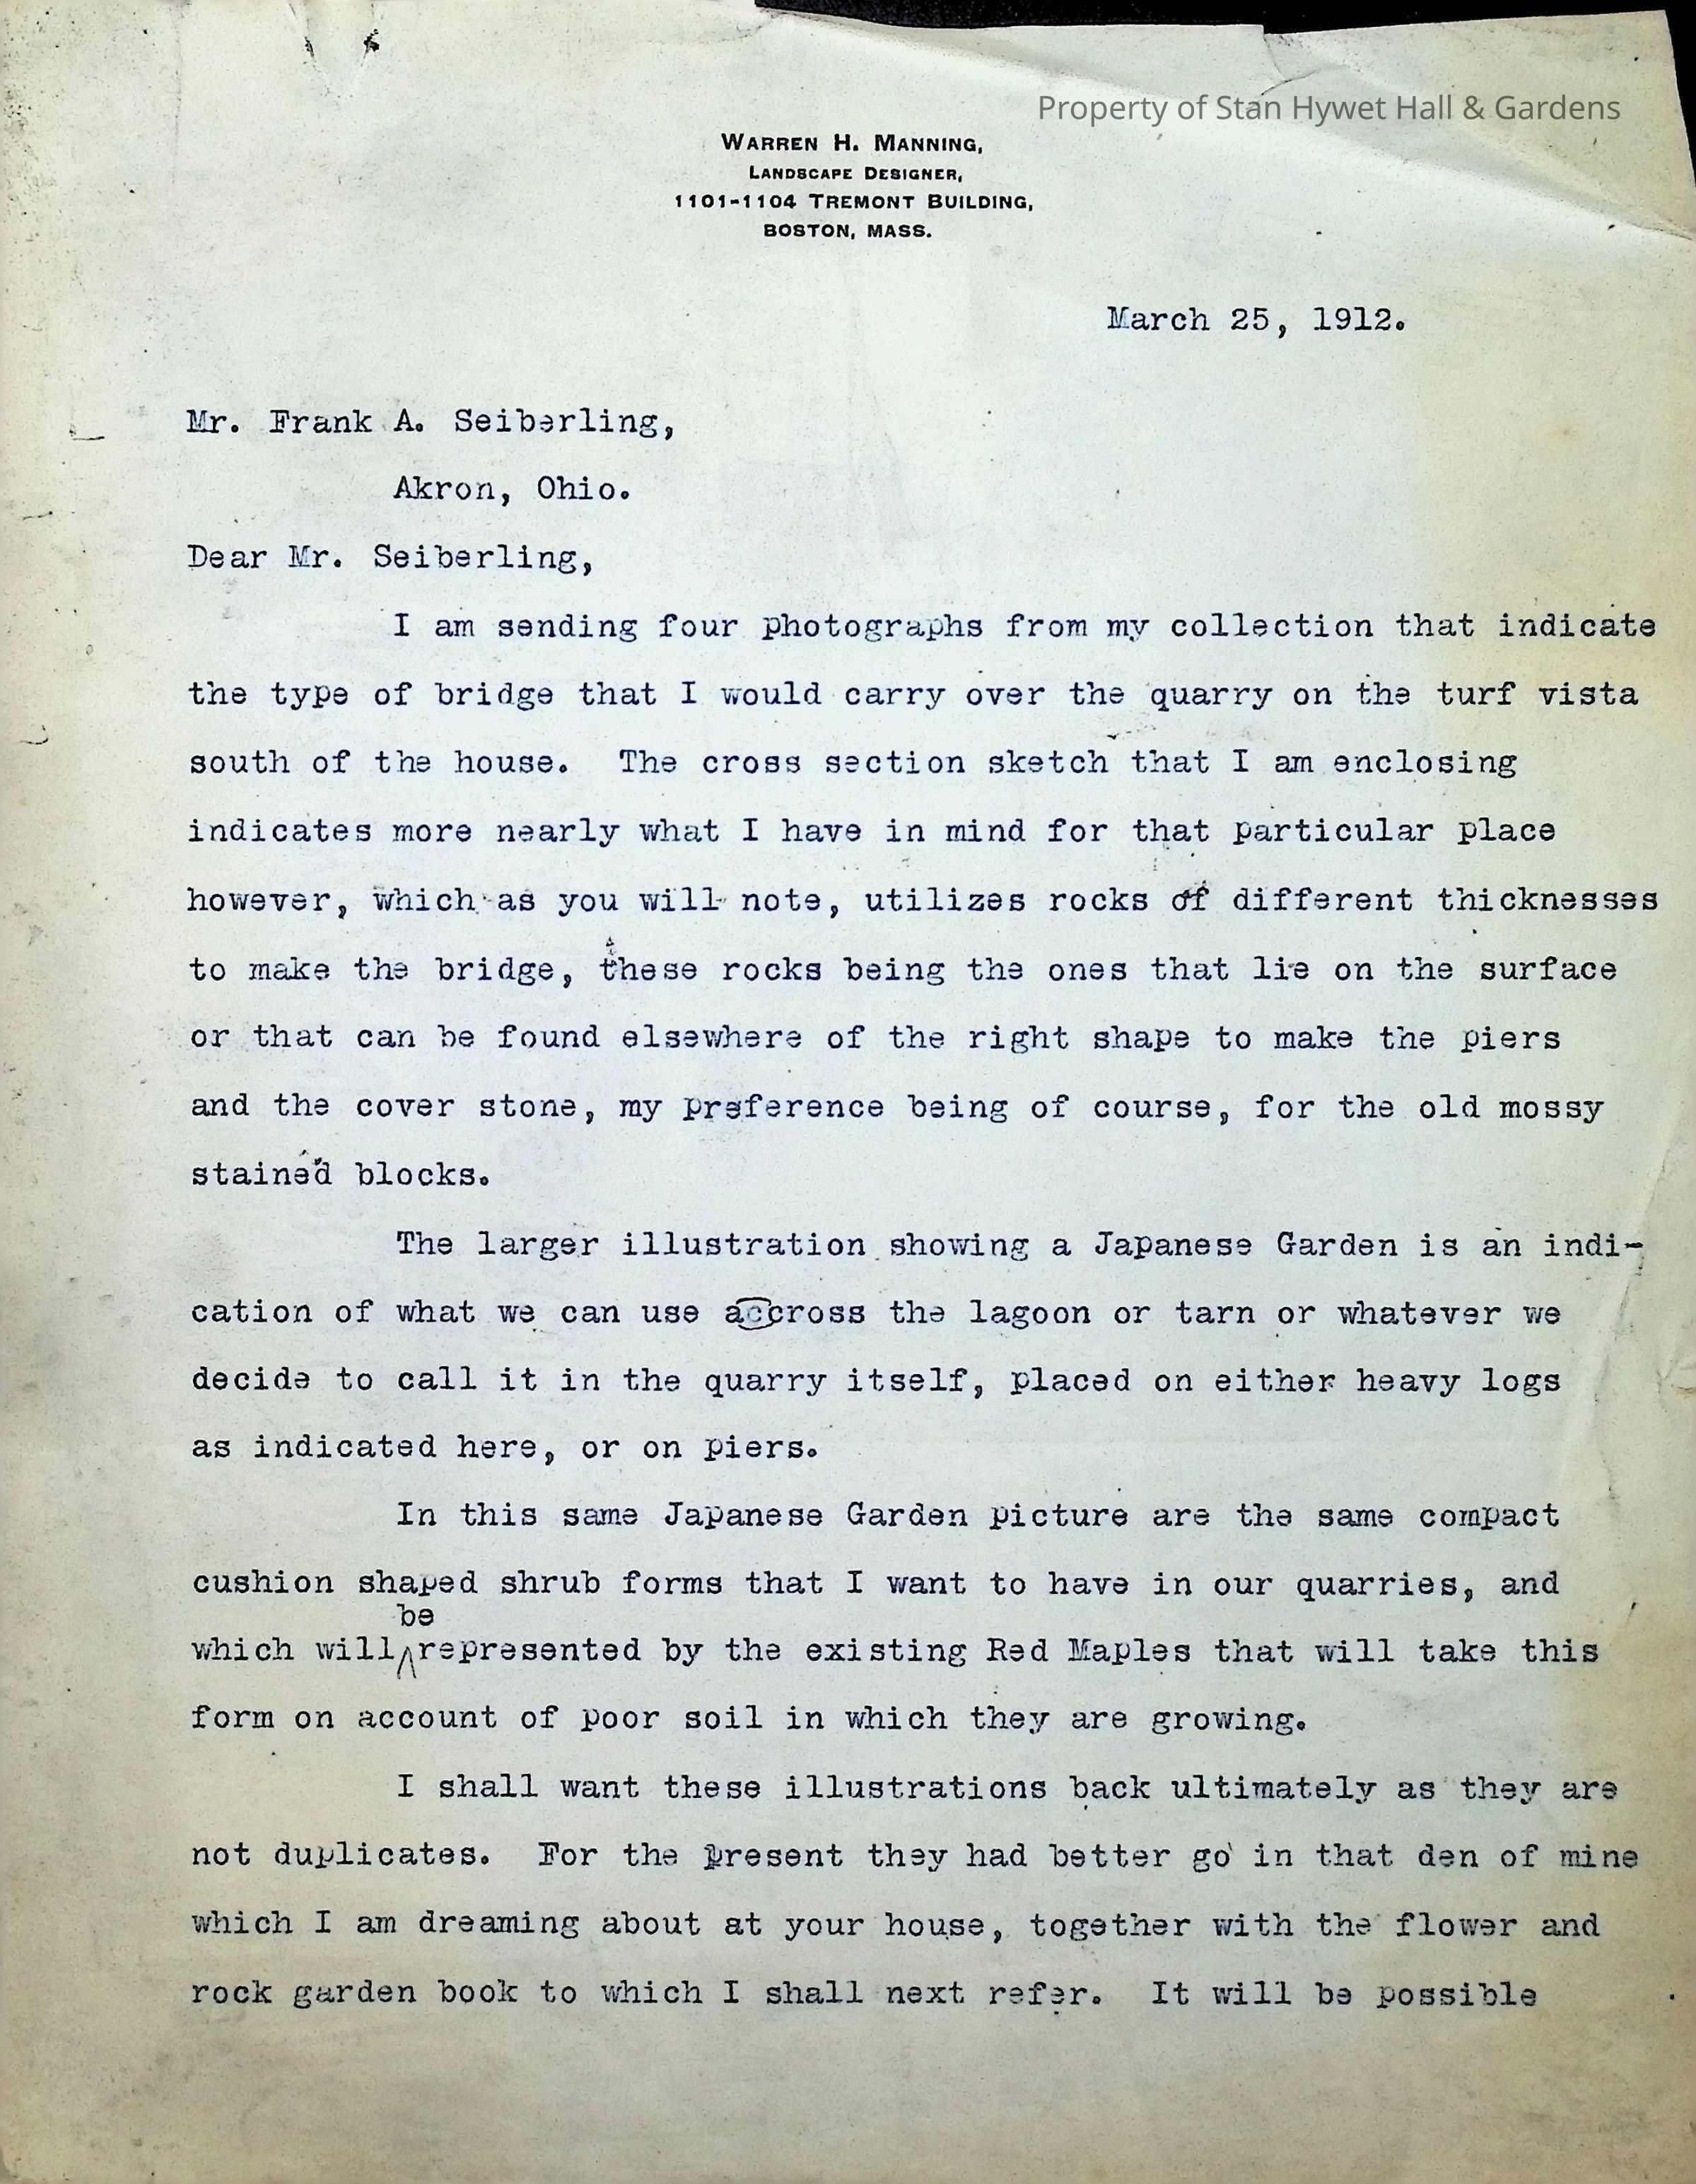 Property of Stan Hywet Hall & Gardens
WARREN H. MANNING,
LANDSCAPE DESIGNER,
1101-1104 TREMONT BUILDING,
BOSTON, MASS.
March 25, 1912.
Mr. Frank A. Seiberling,
Akron, Ohio.
Dear Mr. Seiberling,
I am sending four photographs from my collection that indicate
the type of bridge that I would carry over the quarry on the turf vista
south of the house. The cross section sketch that I am enclosing
indicates more nearly what I have in mind for that particular place
however, which as you will note, utilizes rocks of different thicknesses
to make the bridge, these rocks being the ones that lie on the surface
or that can be found elsewhere of the right shape to make the piers
and the cover stone, my preference being of course, for the old mossy
stained blocks.
The larger illustration showing a Japanese Garden is an indi-
cation of what we can use accross the lagoon or tarn or whatever we
decide to call it in the quarry itself, placed on either heavy logs
as indicated here, or on piers.
In this same Japanese Garden picture are the same compact
cushion shaped shrub forms that I want to have in our quarries, and
be
which will represented by the existing Red Maples that will take this
form on account of poor soil in which they are growing.
I shall want these illustrations back ultimately as they are
not duplicates. For the present they had better go in that den of mine
which I am dreaming about at your house, together with the flower and
rock garden book to which I shall next refer. It will be possible